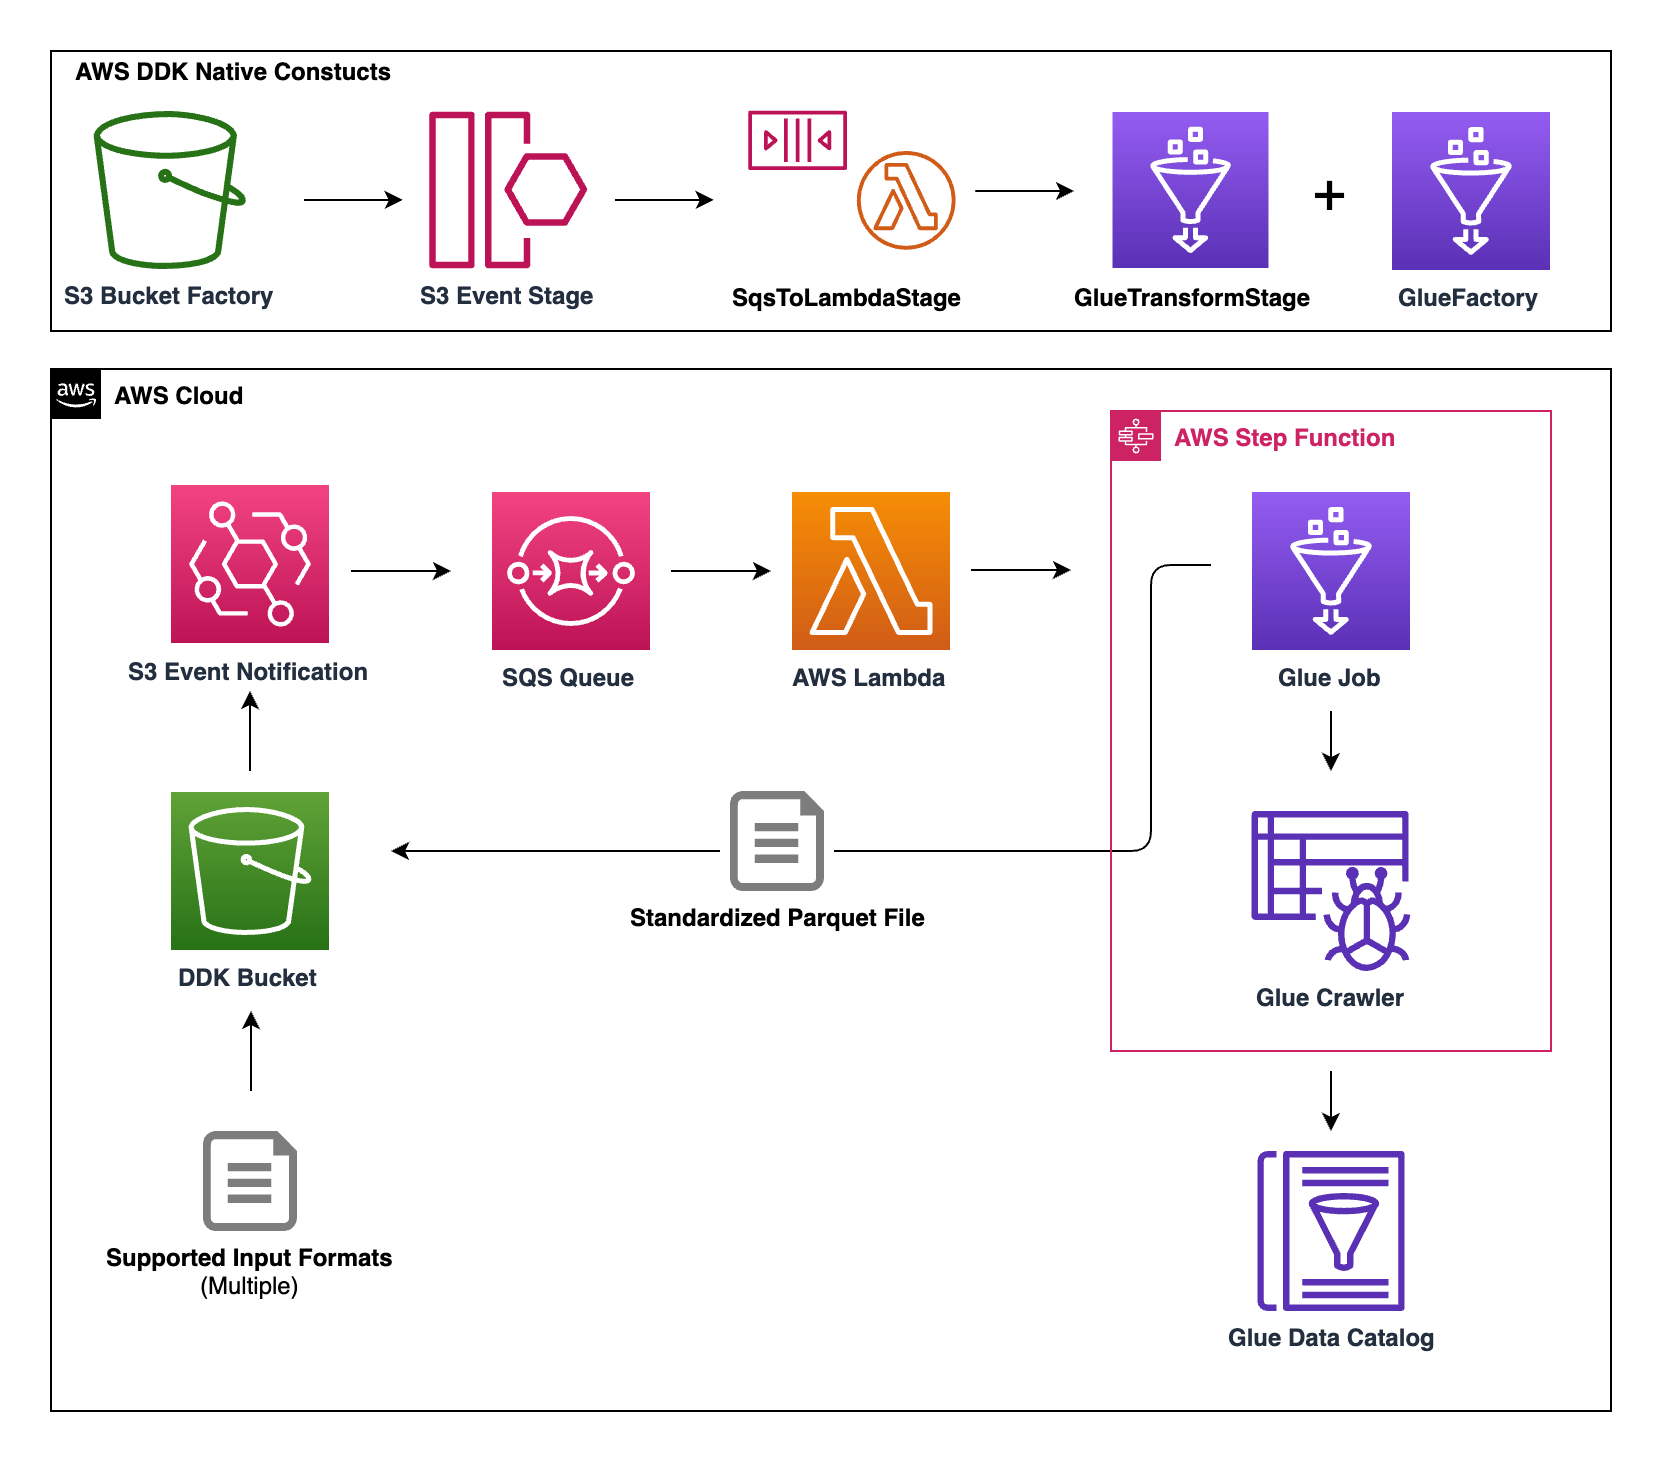 AWS DDK Native Constucts
S3 Bucket Factory
S3 Event Stage
SqsToLambdaStage
GlueTransformStage
+
GlueFactory
aws
AWS Cloud
AWS Step Function
S3 Event Notification
SQS Queue
AWS Lambda
Glue Job
DDK Bucket
Standardized Parquet File
Glue Crawler
Supported Input Formats
(Multiple)
Glue Data Catalog